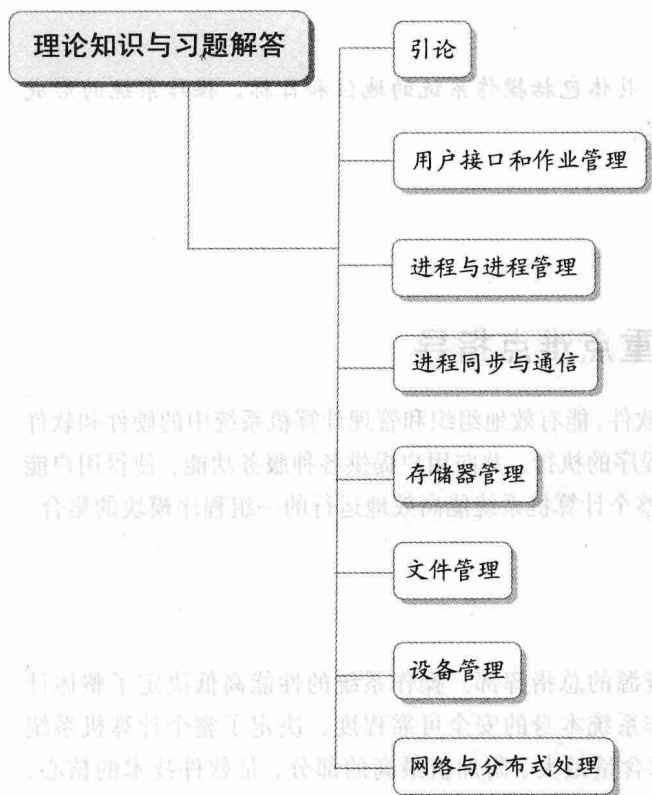 理论知识与习题解答
引论
用户接口和作业管理
进程与进程管理
进程同步与通信
存储器管理
文件管理
设备管理
网络与分布式处理